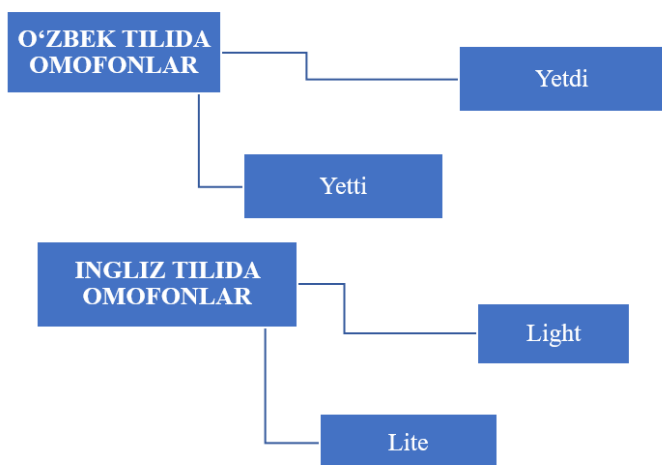 O‘ZBEK TILIDA
OMOFONLAR
Yetdi
Yetti
INGLIZ TILIDA
OMOFONLAR
Light
Lite